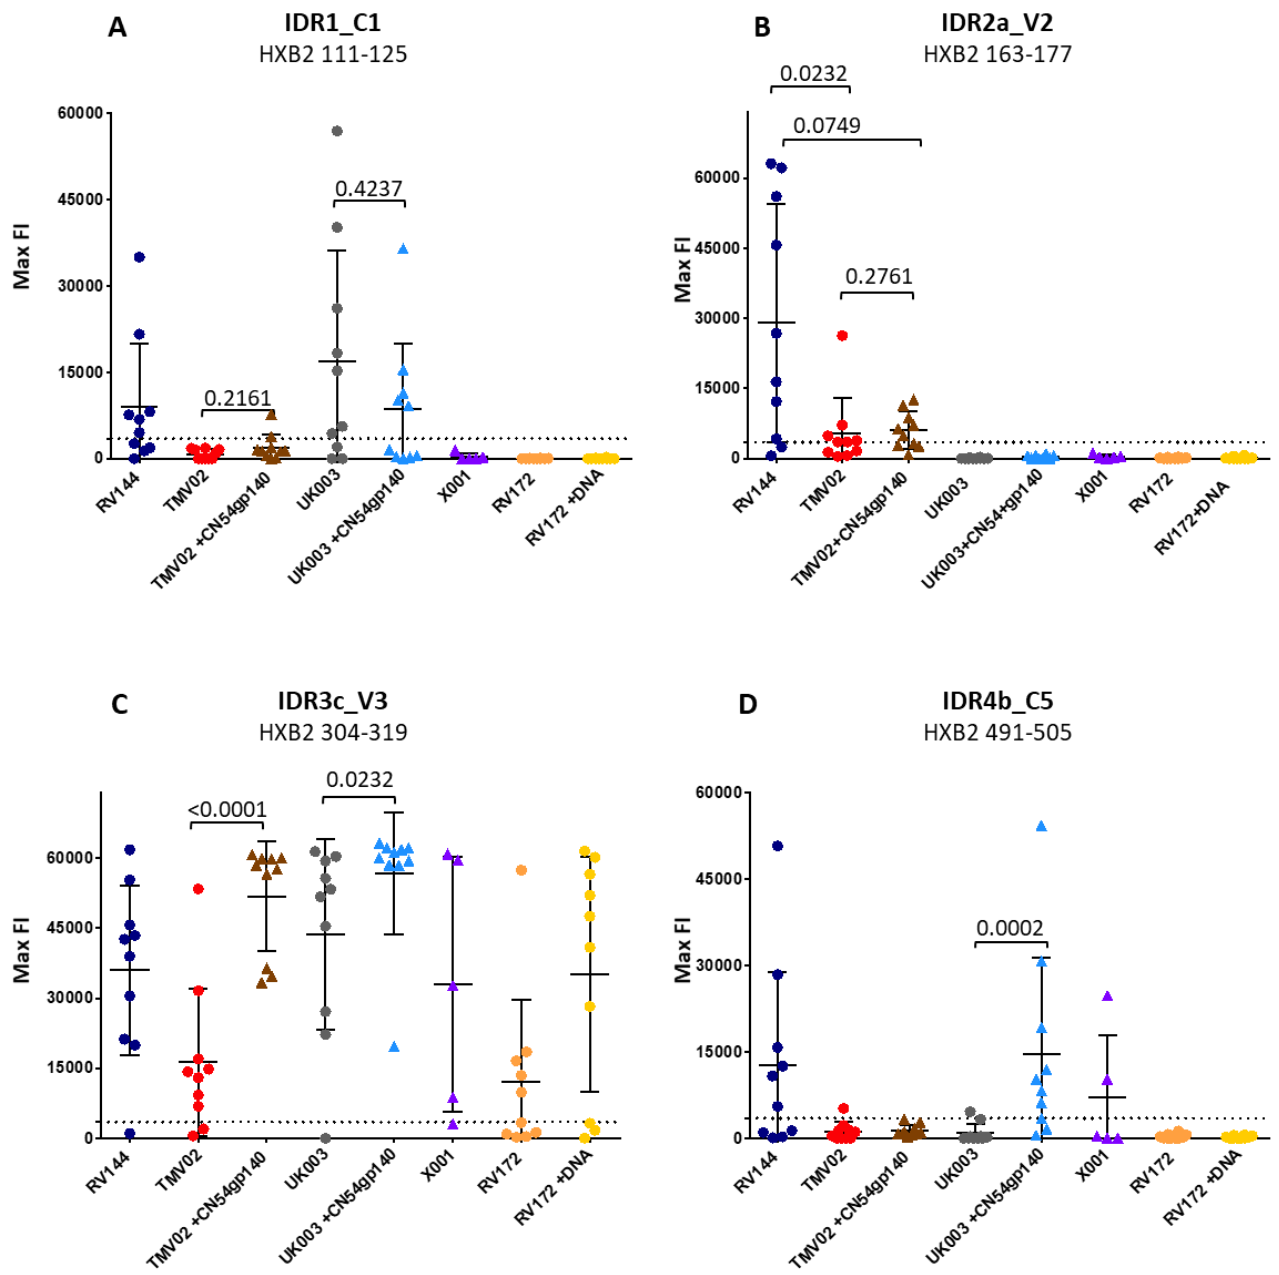 A
IDR1_C1
HXB2 111-125
Max FI
60000
45000
30000
15000
0
0.2161
0.4237
RV144
TMV02
TMV02 +CN54gp140
UK003
UK003 +CN54gp140
X001
RV172
RV172 +DNA
B
IDR2a_V2
HXB2 163-177
Max FI
60000
45000
30000
15000
0
0.0232
0.0749
0.2761
RV144
TMV02
TMV02+CN54gp140
UK003
UK003+CN54+gp140
X001
RV172
RV172+DNA
C
IDR3c_V3
HXB2 304-319
Max FI
60000
45000
30000
15000
0
<0.0001
0.0232
RV144
TMV02
TMV02 +CN54gp140
UK003
UK003 +CN54gp140
X001
RV172
RV172 +DNA
D
IDR4b_C5
HXB2 491-505
Max FI
60000
45000
30000
15000
0
0.0002
RV144
TMV02
TMV02 +CN54gp140
UK003
UK003 +CN54gp140
X001
RV172
RV172 +DNA